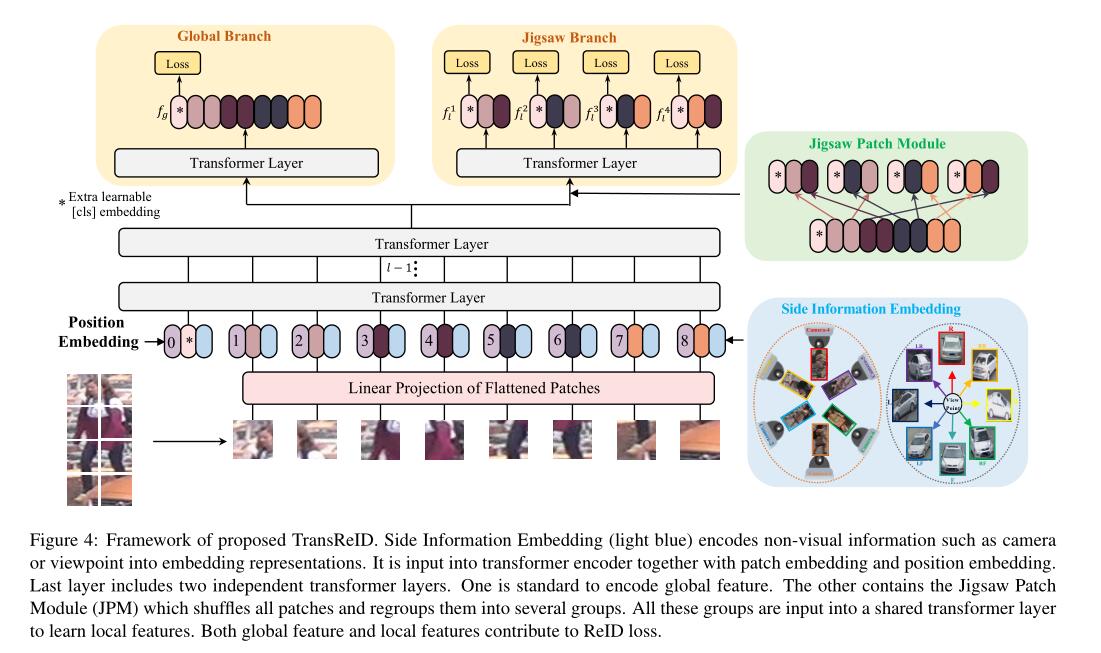 Global Branch
Loss
f_g *
Transformer Layer
Jigsaw Branch
Loss Loss Loss Loss
f_l^1 * f_l^2 * f_l^3 * f_l^4 *
Transformer Layer
Jigsaw Patch Module
* * * *
*
* Extra learnable
[cls] embedding
Transformer Layer
l − 1
Transformer Layer
Position
Embedding
0 * 1 2 3 4 5 6 7 8
Linear Projection of Flattened Patches
Side Information Embedding
Camera-4
R
LR
View
Point
LF
RF
F
Figure 4: Framework of proposed TransReID. Side Information Embedding (light blue) encodes non-visual information such as camera
or viewpoint into embedding representations. It is input into transformer encoder together with patch embedding and position embedding.
Last layer includes two independent transformer layers. One is standard to encode global feature. The other contains the Jigsaw Patch
Module (JPM) which shuffles all patches and regroups them into several groups. All these groups are input into a shared transformer layer
to learn local features. Both global feature and local features contribute to ReID loss.